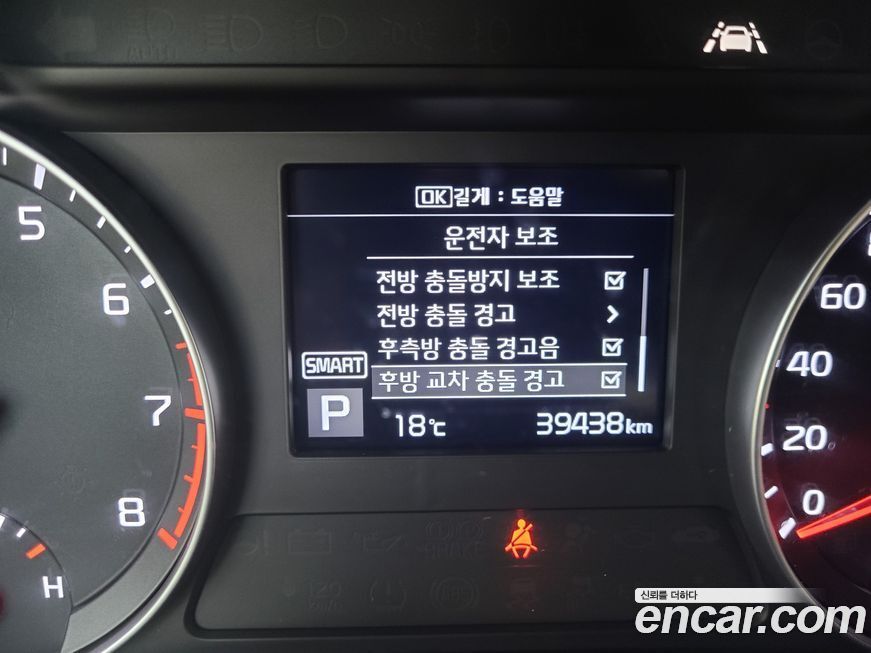 OK 길게 : 도움말
운전자 보조
전방 충돌방지 보조
전방 충돌 경고
후측방 충돌 경고음
후방 교차 충돌 경고
SMART
P
18℃
39438km
5
6
7
8
H
60
40
20
0
신뢰를 더하다
encar.com